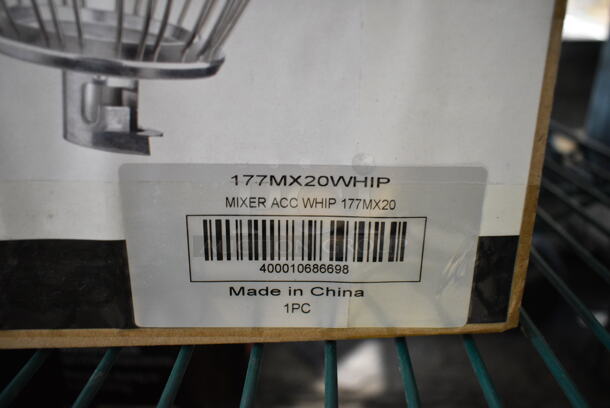 177MX20WHIP
MIXER ACC WHIP 177MX20
400010686698
Made in China
1PC